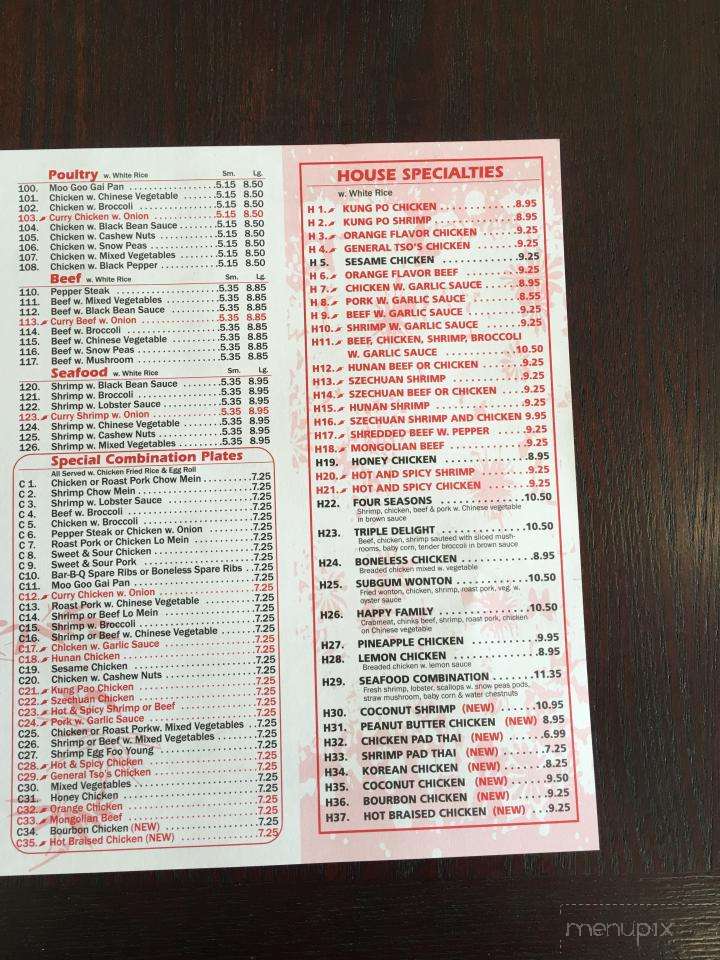 Poultry w. White Rice Sm. Lg.
100. Moo Goo Gai Pan 5.15 8.50
101. Chicken w. Chinese Vegetable 5.15 8.50
102. Chicken w. Broccoli 5.15 8.50
103. Curry Chicken w. Onion 5.15 8.50
104. Chicken w. Black Bean Sauce 5.15 8.50
105. Chicken w. Cashew Nuts 5.15 8.50
106. Chicken w. Snow Peas 5.15 8.50
107. Chicken w. Mixed Vegetables 5.15 8.50
108. Chicken w. Black Pepper 5.15 8.50
Beef w. White Rice Sm. Lg.
110. Pepper Steak 5.35 8.85
111. Beef w. Mixed Vegetables 5.35 8.85
112. Beef w. Black Bean Sauce 5.35 8.85
113. Curry Beef w. Onion 5.35 8.85
114. Beef w. Broccoli 5.35 8.85
115. Beef w. Chinese Vegetable 5.35 8.85
116. Beef w. Snow Peas 5.35 8.85
117. Beef w. Mushroom 5.35 8.85
Seafood w. White Rice Sm. Lg.
120. Shrimp w. Black Bean Sauce 5.35 8.95
121. Shrimp w. Broccoli 5.35 8.95
122. Shrimp w. Lobster Sauce 5.35 8.95
123. Curry Shrimp w. Onion 5.35 8.95
124. Shrimp w. Chinese Vegetable 5.35 8.95
125. Shrimp w. Cashew Nuts 5.35 8.95
126. Shrimp w. Mixed Vegetables 5.35 8.95
Special Combination Plates
All Served w. Chicken Fried Rice & Egg Roll
C 1. Chicken or Roast Pork Chow Mein 7.25
C 2. Shrimp Chow Mein 7.25
C 3. Shrimp w. Lobster Sauce 7.25
C 4. Beef w. Broccoli 7.25
C 5. Chicken w. Broccoli 7.25
C 6. Pepper Steak or Chicken w. Onion 7.25
C 7. Roast Pork or Chicken Lo Mein 7.25
C 8. Sweet & Sour Chicken 7.25
C 9. Sweet & Sour Pork 7.25
C10. Bar-B-Q Spare Ribs or Boneless Spare Ribs 7.25
C11. Moo Goo Gai Pan 7.25
C12. Curry Chicken w. Onion 7.25
C13. Roast Pork w. Chinese Vegetable 7.25
C14. Shrimp or Beef Lo Mein 7.25
C15. Shrimp w. Broccoli 7.25
C16. Shrimp or Beef w. Chinese Vegetable 7.25
C17. Chicken w. Garlic Sauce 7.25
C18. Hunan Chicken 7.25
C19. Sesame Chicken 7.25
C20. Chicken w. Cashew Nuts 7.25
C21. Kung Pao Chicken 7.25
C22. Szechuan Chicken 7.25
C23. Hot & Spicy Shrimp or Beef 7.25
C24. Pork w. Garlic Sauce 7.25
C25. Chicken or Roast Porkw. Mixed Vegetables 7.25
C26. Shrimp or Beef w. Mixed Vegetables 7.25
C27. Shrimp Egg Foo Young 7.25
C28. Hot & Spicy Chicken 7.25
C29. General Tso's Chicken 7.25
C30. Mixed Vegetables 7.25
C31. Honey Chicken 7.25
C32. Orange Chicken 7.25
C33. Mongolian Beef 7.25
C34. Bourbon Chicken (NEW) 7.25
C35. Hot Braised Chicken (NEW) 7.25
HOUSE SPECIALTIES
w. White Rice
H 1. KUNG PO CHICKEN 8.95
H 2. KUNG PO SHRIMP 8.95
H 3. ORANGE FLAVOR CHICKEN 9.25
H 4. GENERAL TSO'S CHICKEN 9.25
H 5. SESAME CHICKEN 9.25
H 6. ORANGE FLAVOR BEEF 9.25
H 7. CHICKEN W. GARLIC SAUCE 8.95
H 8. PORK W. GARLIC SAUCE 8.55
H 9. BEEF W. GARLIC SAUCE 9.25
H10. SHRIMP W. GARLIC SAUCE 9.25
H11. BEEF, CHICKEN, SHRIMP, BROCCOLI
W. GARLIC SAUCE 10.50
H12. HUNAN BEEF OR CHICKEN 9.25
H13. SZECHUAN SHRIMP 9.25
H14. SZECHUAN BEEF OR CHICKEN 9.25
H15. HUNAN SHRIMP 9.25
H16. SZECHUAN SHRIMP AND CHICKEN 9.95
H17. SHREDDED BEEF W. PEPPER 9.25
H18. MONGOLIAN BEEF 9.25
H19. HONEY CHICKEN 8.95
H20. HOT AND SPICY SHRIMP 9.25
H21. HOT AND SPICY CHICKEN 9.25
H22. FOUR SEASONS 10.50
Shrimp, chicken, beef & pork w. Chinese vegetable
in brown sauce
H23. TRIPLE DELIGHT 10.50
Beef, chicken, shrimp sauteed with sliced mush-
rooms, baby corn, tender broccoli in brown sauce
H24. BONELESS CHICKEN 8.95
Breaded chicken mixed w. vegetable
H25. SUBGUM WONTON 10.50
Fried wonton, chicken, shrimp, roast pork, veg. w.
oyster sauce
H26. HAPPY FAMILY 10.50
Crabmeat, chinks beef, shrimp, roast pork, chicken
on Chinese vegetable
H27. PINEAPPLE CHICKEN 9.95
H28. LEMON CHICKEN 8.95
Breaded chicken w. lemon sauce
H29. SEAFOOD COMBINATION 11.35
Fresh shrimp, lobster, scallops w. snow peas pods,
straw mushroom, baby corn & water chestnuts
H30. COCONUT SHRIMP (NEW) 10.95
H31. PEANUT BUTTER CHICKEN (NEW) 8.95
H32. CHICKEN PAD THAI (NEW) 6.99
H33. SHRIMP PAD THAI (NEW) 7.25
H34. KOREAN CHICKEN (NEW) 8.25
H35. COCONUT CHICKEN (NEW) 9.50
H36. BOURBON CHICKEN (NEW) 9.25
H37. HOT BRAISED CHICKEN (NEW) 9.25
menupix